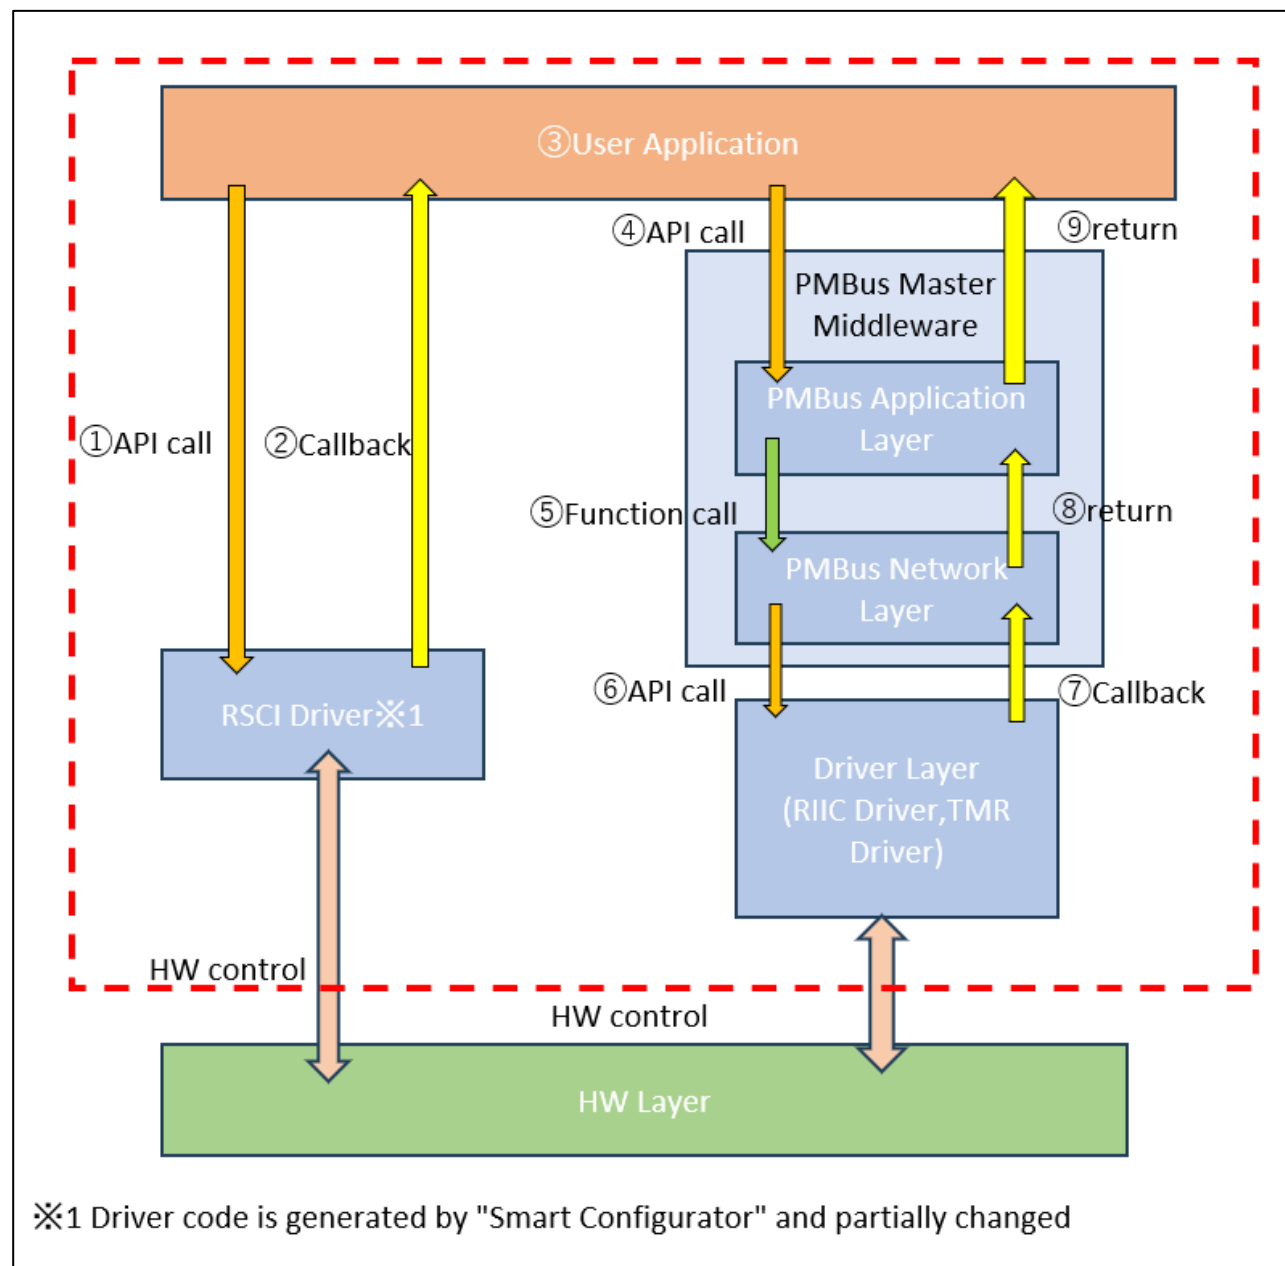 ③User Application
④API call
⑨return
PMBus Master
Middleware
PMBus Application
Layer
①API call
②Callback
⑤Function call
⑧return
PMBus Network
Layer
⑥API call
⑦Callback
RSCI Driver※1
Driver Layer
(RIIC Driver,TMR
Driver)
HW control
HW control
HW Layer
※1 Driver code is generated by "Smart Configurator" and partially changed